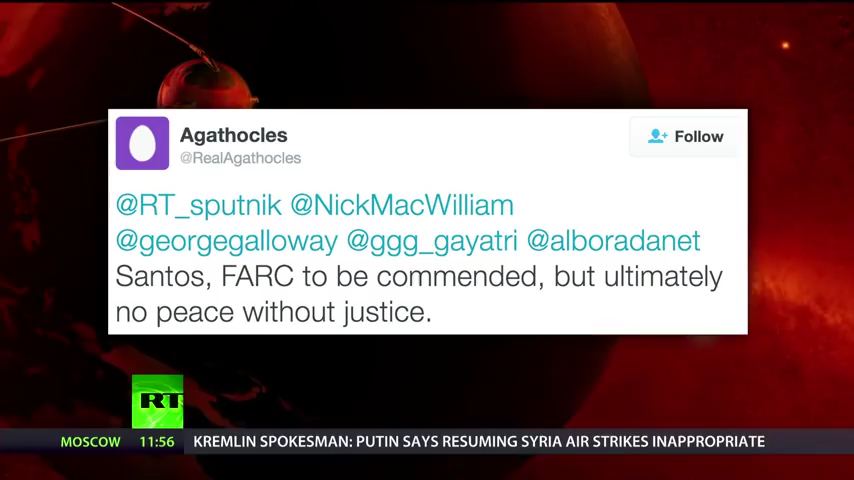 Agathocles
@RealAgathocles
Follow
@RT_sputnik @NickMacWilliam
@georgegalloway @ggg_gayatri @alboradanet
Santos, FARC to be commended, but ultimately
no peace without justice.
RT
MOSCOW 11:56 KREMLIN SPOKESMAN: PUTIN SAYS RESUMING SYRIA AIR STRIKES INAPPROPRIATE